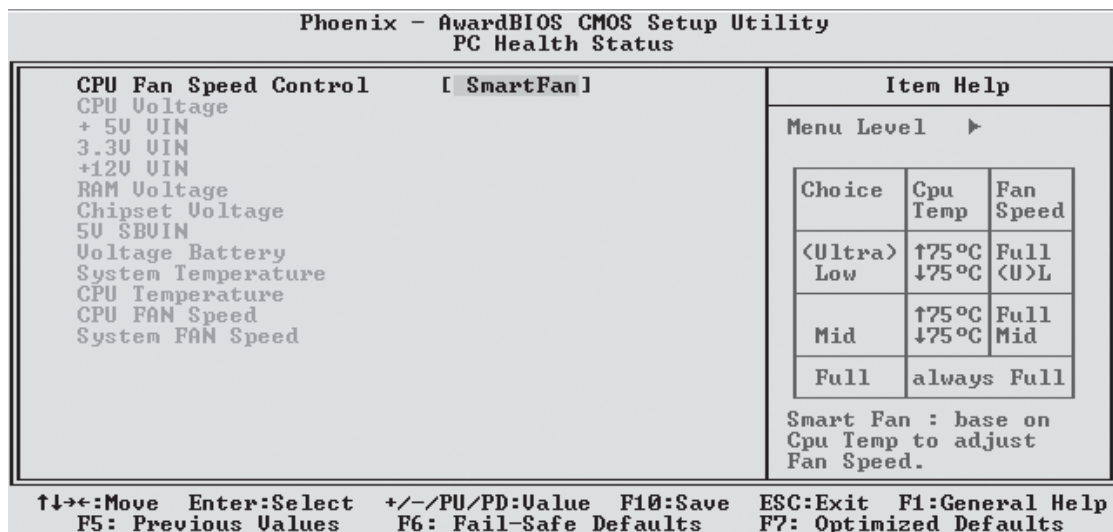 Phoenix – AwardBIOS CMOS Setup Utility
PC Health Status
CPU Fan Speed Control [ SmartFan]
CPU Voltage
+ 5V VIN
3.3V VIN
+12V VIN
RAM Voltage
Chipset Voltage
5V SBVIN
Voltage Battery
System Temperature
CPU Temperature
CPU FAN Speed
System FAN Speed
Item Help
Menu Level ▶
Choice Cpu Temp Fan Speed
(Ultra) Low ↑75°C Full
↓75°C (U)L
Mid ↑75°C Full
↓75°C Mid
Full always Full
Smart Fan : base on
Cpu Temp to adjust
Fan Speed.
↑↓→←:Move Enter:Select +/-/PU/PD:Value F10:Save ESC:Exit F1:General Help
F5: Previous Values F6: Fail-Safe Defaults F7: Optimized Defaults